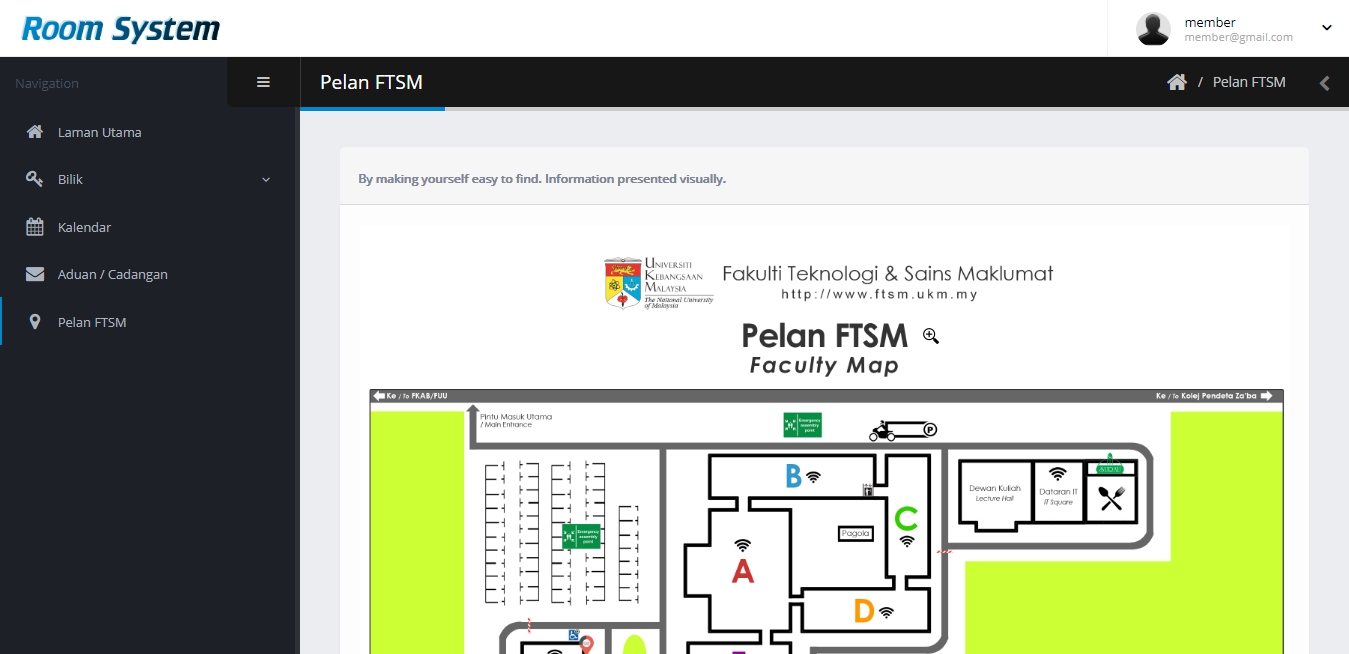 Room System
member
member@gmail.com
Navigation
Pelan FTSM
/ Pelan FTSM
Laman Utama
Bilik
Kalendar
Aduan / Cadangan
Pelan FTSM
By making yourself easy to find. Information presented visually.
Universiti
Kebangsaan
Malaysia
The National University
of Malaysia
Fakulti Teknologi & Sains Maklumat
http://www.ftsm.ukm.my
Pelan FTSM
Faculty Map
Ke / To FKAB/PUU
Ke / To Kolej Pendeta Za'ba
Pintu Masuk Utama
/ Main Entrance
Emergency
assembly
point
P
B
C
Dewan Kuliah
Lecture Hall
Dataran IT
IT Square
Pagola
Emergency
assembly
point
A
D